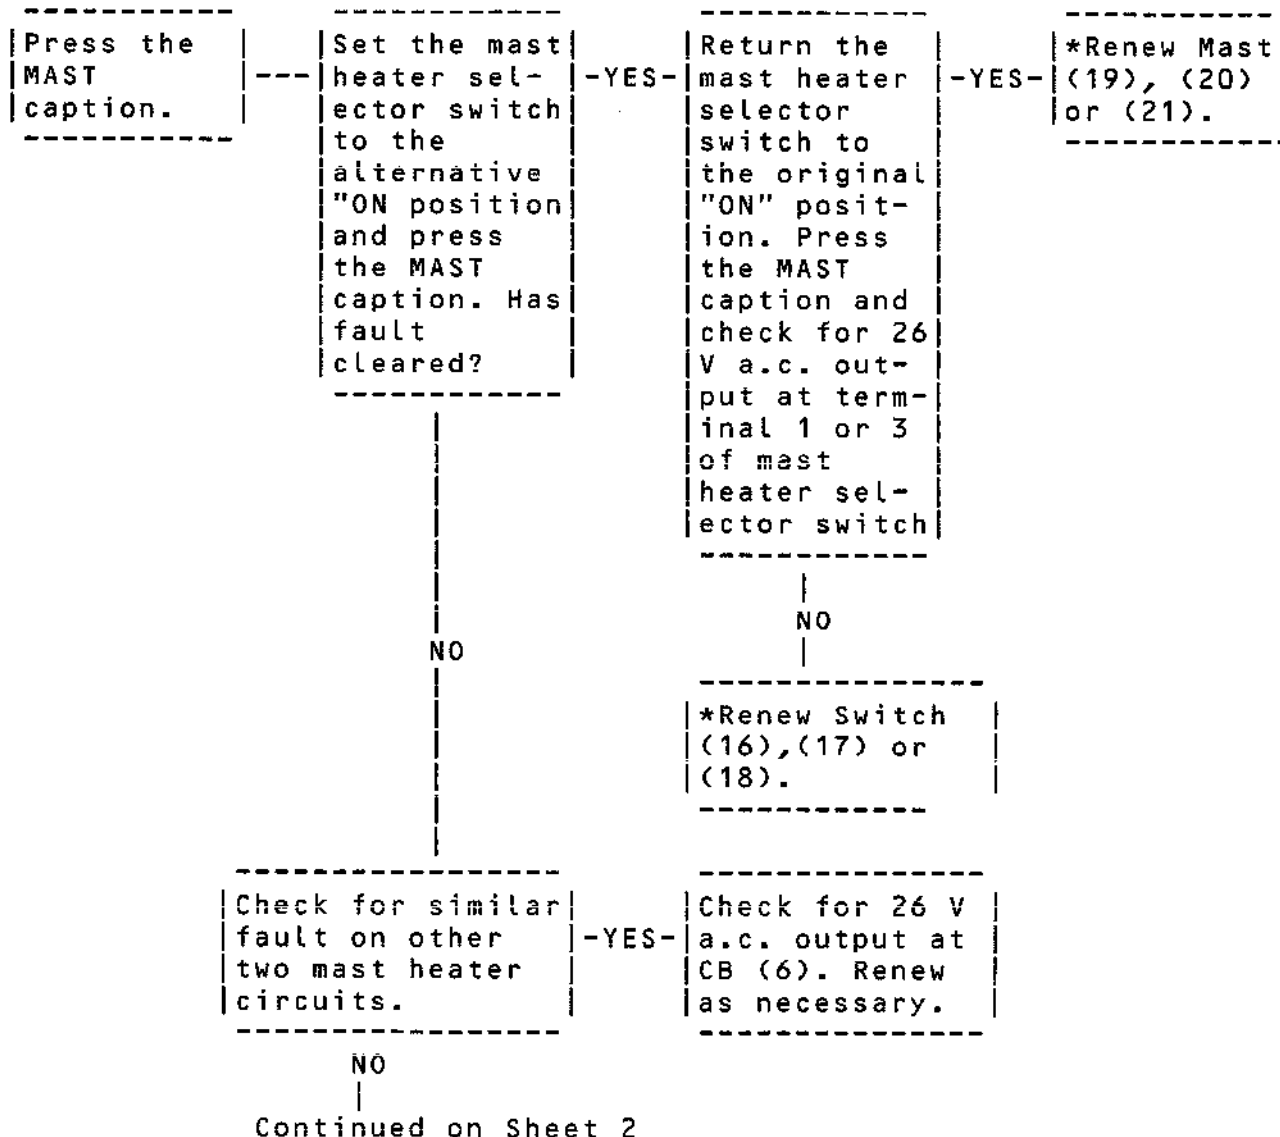 Press the
MAST
caption.
Set the mast
heater sel-
ector switch
to the
alternative
"ON position
and press
the MAST
caption. Has
fault
cleared?
-YES-
Return the
mast heater
selector
switch to
the original
"ON" posit-
ion. Press
the MAST
caption and
check for 26
V a.c. out-
put at term-
inal 1 or 3
of mast
heater sel-
ector switch
-YES-
*Renew Mast
(19), (20)
or (21).
NO
*Renew Switch
(16),(17) or
(18).
NO
Check for similar
fault on other
two mast heater
circuits.
-YES-
Check for 26 V
a.c. output at
CB (6). Renew
as necessary.
NO
Continued on Sheet 2